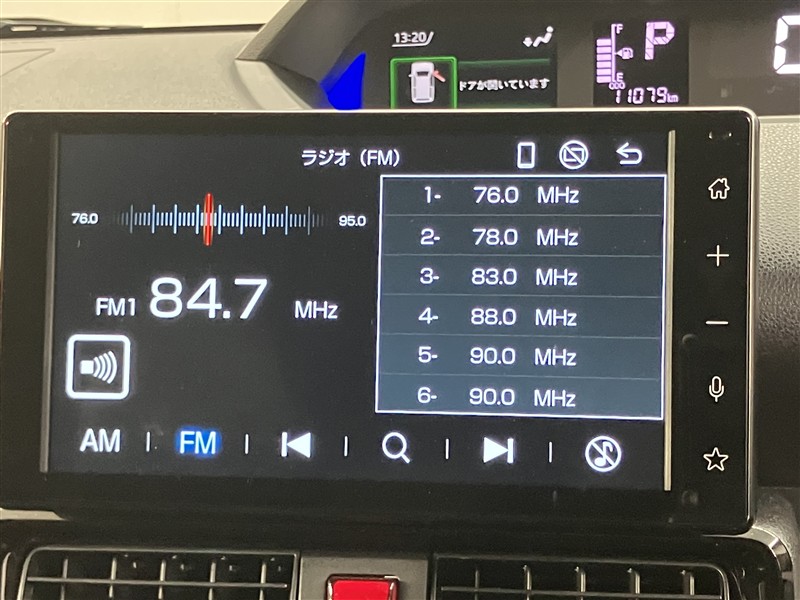 13:20
P
F
ドアが開いています
E
ODO
11079km
ラジオ（FM）
76.0
95.0
FM1 84.7 MHz
1- 76.0 MHz
2- 78.0 MHz
3- 83.0 MHz
4- 88.0 MHz
5- 90.0 MHz
6- 90.0 MHz
AM
FM